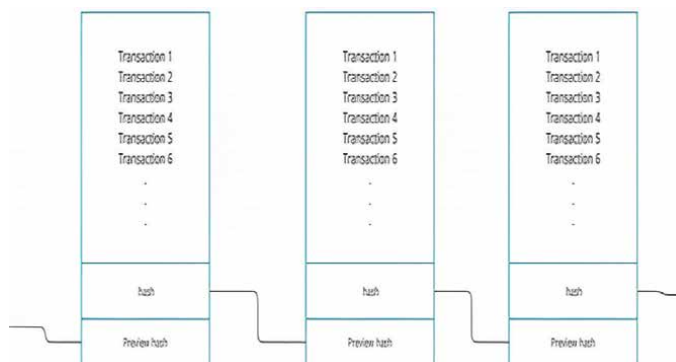 Transaction 1
Transaction 2
Transaction 3
Transaction 4
Transaction 5
Transaction 6
.
.
.
hash
Preview hash
Transaction 1
Transaction 2
Transaction 3
Transaction 4
Transaction 5
Transaction 6
.
.
.
hash
Preview hash
Transaction 1
Transaction 2
Transaction 3
Transaction 4
Transaction 5
Transaction 6
.
.
.
hash
Preview hash